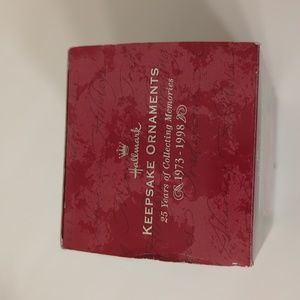 Hallmark
KEEPSAKE ORNAMENTS
25 Years of Collecting Memories
1973 - 1998